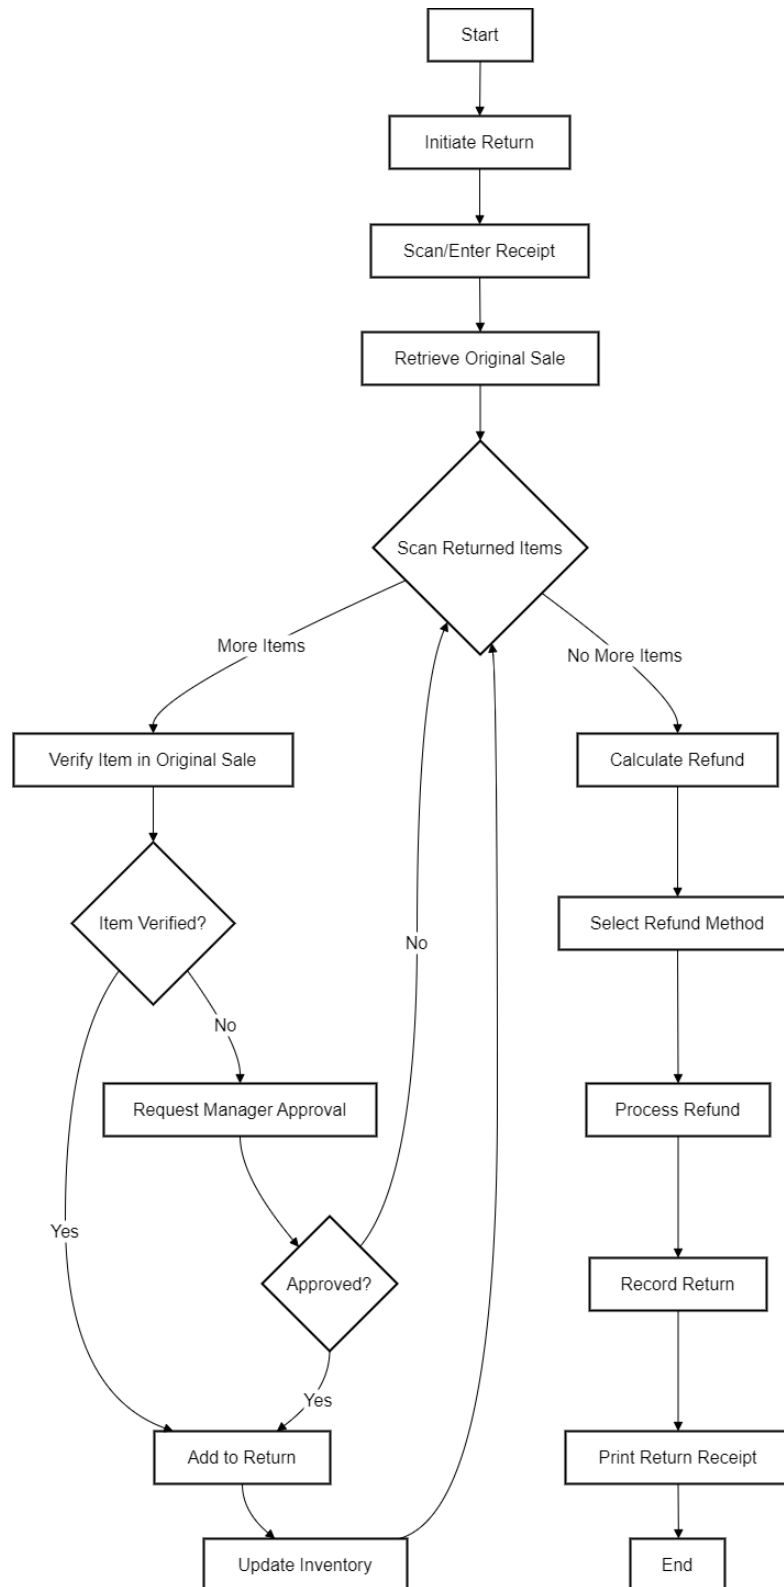 Start
Initiate Return
Scan/Enter Receipt
Retrieve Original Sale
Scan Returned Items
More Items
No More Items
Verify Item in Original Sale
Calculate Refund
Item Verified?
Select Refund Method
No
No
Request Manager Approval
Process Refund
Yes
Approved?
Record Return
Yes
Add to Return
Print Return Receipt
Update Inventory
End